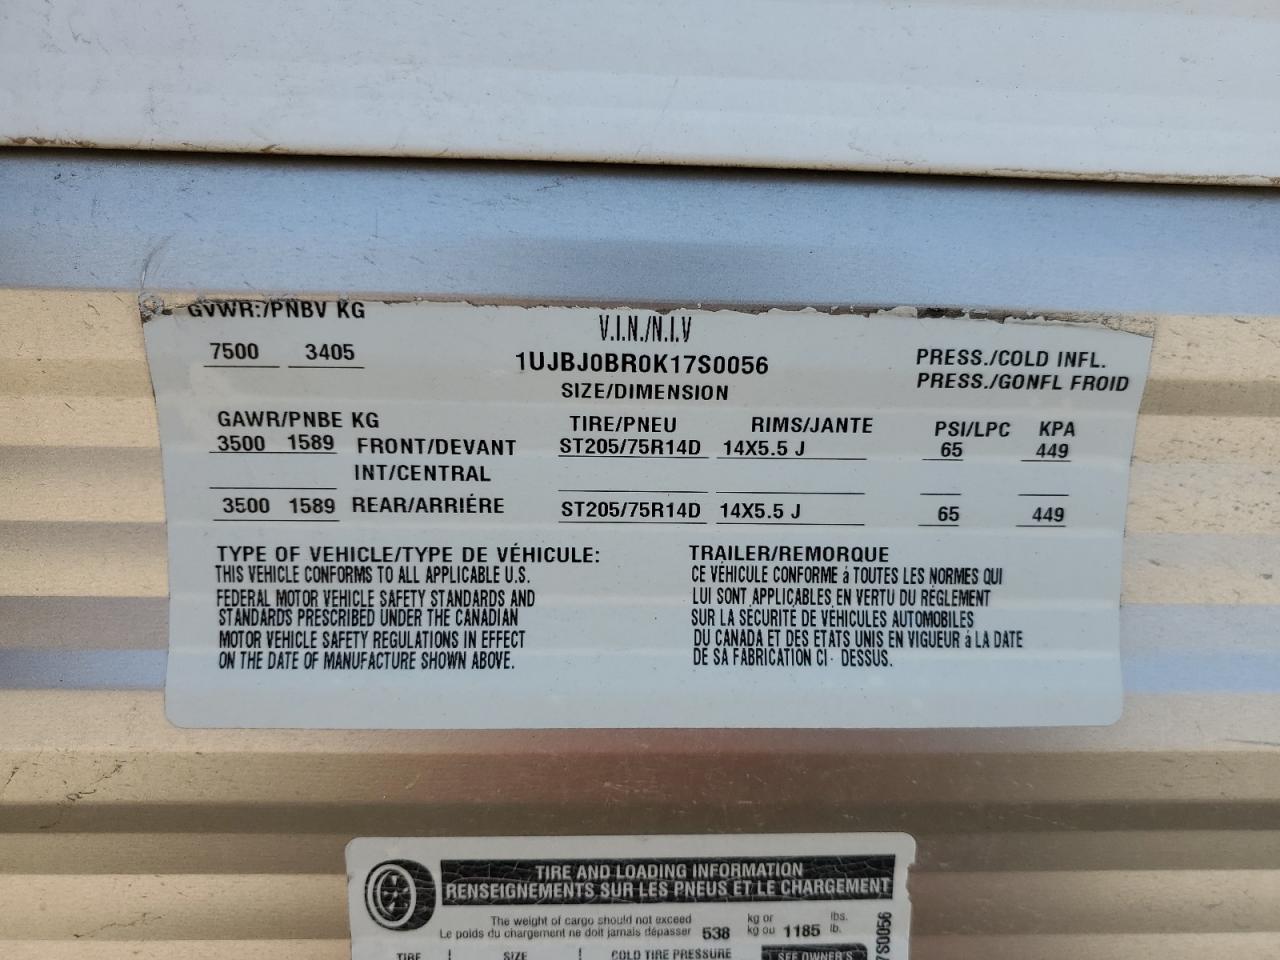 GVWR:/PNBV KG
7500 3405
V.I.N./N.I.V
1UJBJ0BR0K17S0056
SIZE/DIMENSION
PRESS./COLD INFL.
PRESS./GONFL FROID
GAWR/PNBE KG TIRE/PNEU RIMS/JANTE PSI/LPC KPA
3500 1589 FRONT/DEVANT ST205/75R14D 14X5.5 J 65 449
INT/CENTRAL
3500 1589 REAR/ARRIÉRE ST205/75R14D 14X5.5 J 65 449
TYPE OF VEHICLE/TYPE DE VÉHICULE: TRAILER/REMORQUE
THIS VEHICLE CONFORMS TO ALL APPLICABLE U.S.
FEDERAL MOTOR VEHICLE SAFETY STANDARDS AND
STANDARDS PRESCRIBED UNDER THE CANADIAN
MOTOR VEHICLE SAFETY REGULATIONS IN EFFECT
ON THE DATE OF MANUFACTURE SHOWN ABOVE.
CE VÉHICULE CONFORME á TOUTES LES NORMES QUI
LUI SONT APPLICABLES EN VERTU DU RÉGLEMENT
SUR LA SÉCURITÉ DE VÉHICULES AUTOMOBILES
DU CANADA ET DES ETATS UNIS EN VIGUEUR á LA DATE
DE SA FABRICATION CI - DESSUS.
TIRE AND LOADING INFORMATION
RENSEIGNEMENTS SUR LES PNEUS ET LE CHARGEMENT
The weight of cargo should not exceed kg or lbs.
Le poids du chargement ne doit jamais dépasser 538 kg ou 1185 lb.
TIRE SIZE COLD TIRE PRESSURE SEE OWNER'S
7S0056